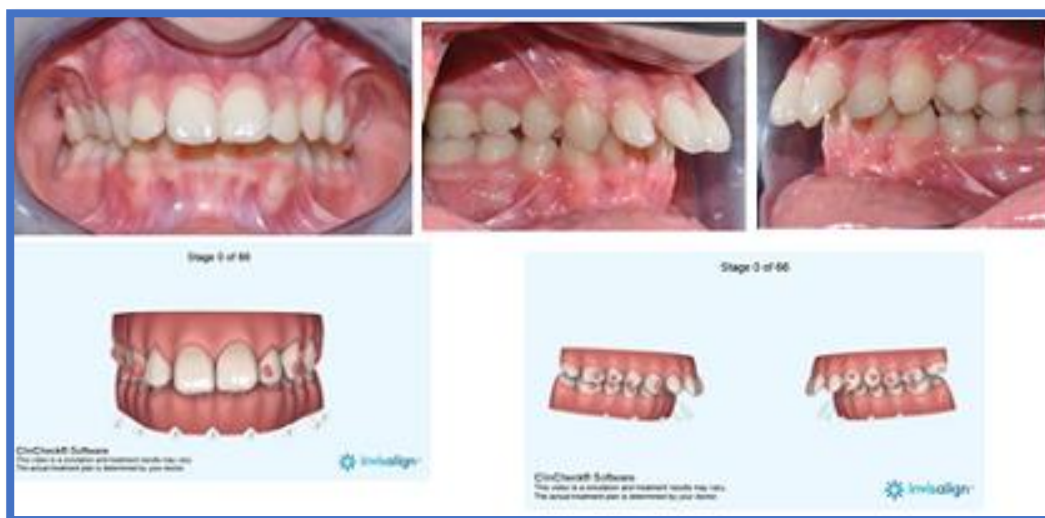 Stage 0 of 66
ClinCheck® Software
This video is a simulation and treatment results may vary.
The actual treatment plan is determined by your doctor.
invisalign
Stage 0 of 66
ClinCheck® Software
This video is a simulation and treatment results may vary.
The actual treatment plan is determined by your doctor.
invisalign